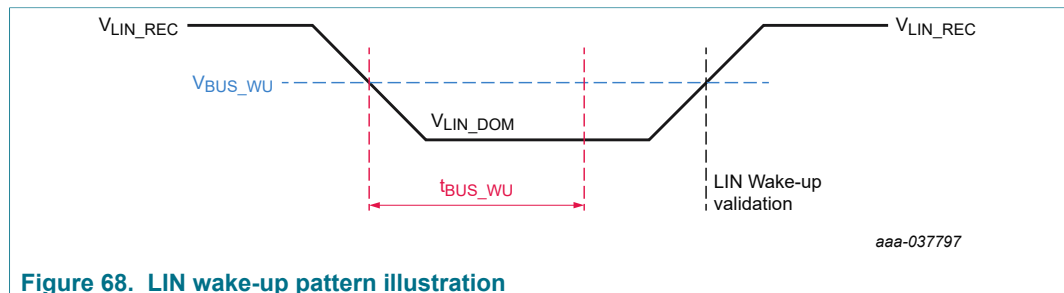 VLIN_REC
VLIN_REC
VBUS_WU
VLIN_DOM
tBUS_WU
LIN Wake-up
validation
aaa-037797
Figure 68. LIN wake-up pattern illustration